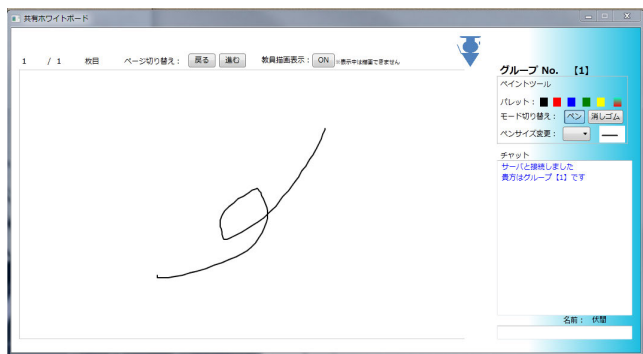 共有ホワイトボード
1 / 1 枚目 ページ切り替え： 戻る 進む 教員描画表示： ON ※表示中は描画できません
グループ No. 【1】
ペイントツール
パレット：
モード切り替え： ペン 消しゴム
ペンサイズ変更：
チャット
サーバと接続しました
貴方はグループ【1】です
名前： 伏間